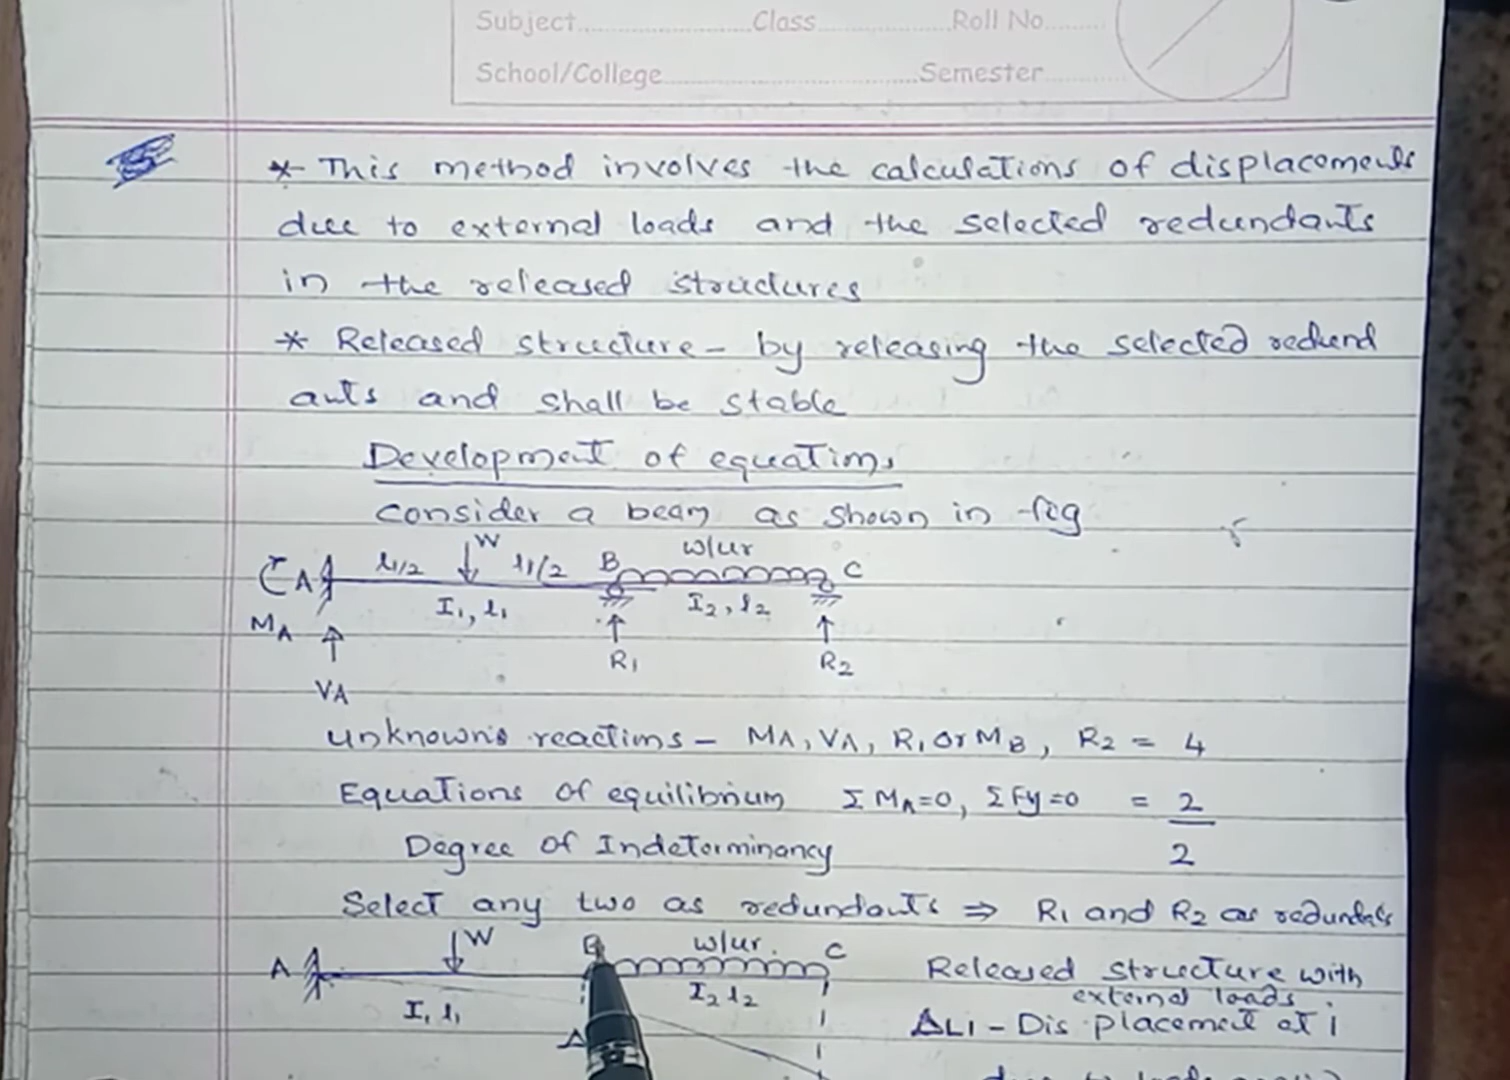 Subject.....................Class....................Roll No..........
School/College...............................Semester..............
* This method involves the calculations of displacements
due to external loads and the selected redundants
in the released structures
* Released structure - by releasing the selected redund
ants and shall be stable
Development of equations
consider a beam as shown in fig
l1/2 W l1/2 B w/ur C
A I1, l1 I2, l2
MA R1 R2
VA
unknown's reactions - MA, VA, R1 or MB, R2 = 4
Equations of equilibrium ΣMA=0, ΣFy=0 = 2
Degree of Indeterminancy 2
Select any two as redundants ⇒ R1 and R2 as redundats
A W B w/ur C Released structure with
I1 l1 I2 l2 external loads
ΔL1 - Displacement at 1